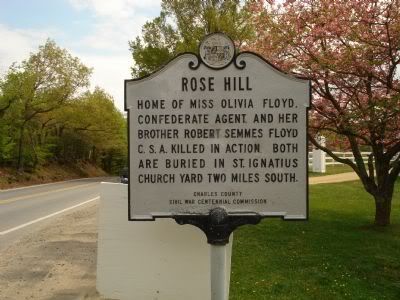 ROSE HILL
HOME OF MISS OLIVIA FLOYD,
CONFEDERATE AGENT, AND HER
BROTHER ROBERT SEMMES FLOYD
C.S.A. KILLED IN ACTION. BOTH
ARE BURIED IN ST. IGNATIUS
CHURCH YARD TWO MILES SOUTH.
CHARLES COUNTY
CIVIL WAR CENTENNIAL COMMISSION